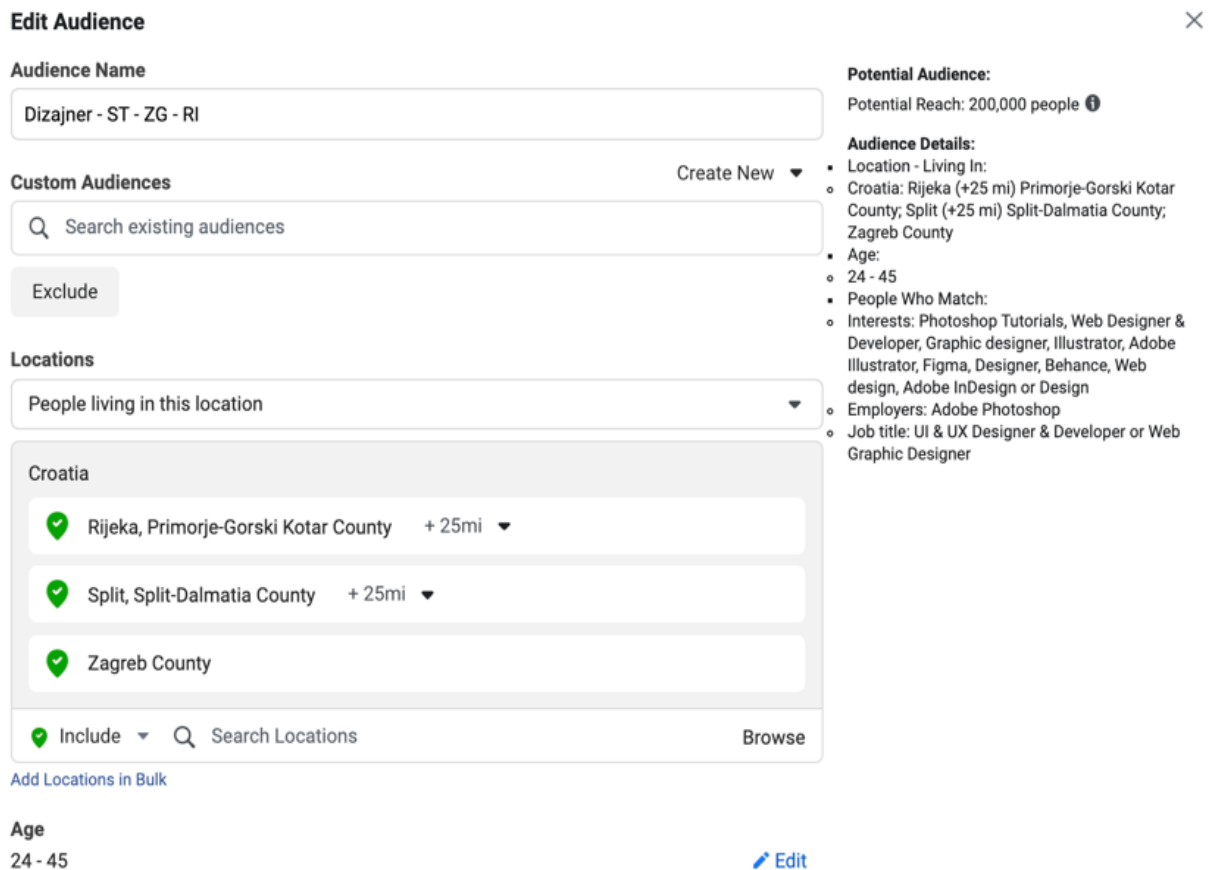 Edit Audience
Audience Name
Dizajner - ST - ZG - RI
Custom Audiences
Create New
Search existing audiences
Exclude
Locations
People living in this location
Croatia
Rijeka, Primorje-Gorski Kotar County + 25mi
Split, Split-Dalmatia County + 25mi
Zagreb County
Include Search Locations Browse
Add Locations in Bulk
Age
24 - 45 Edit
Potential Audience:
Potential Reach: 200,000 people
Audience Details:
Location - Living In:
Croatia: Rijeka (+25 mi) Primorje-Gorski Kotar
County; Split (+25 mi) Split-Dalmatia County;
Zagreb County
Age:
24 - 45
People Who Match:
Interests: Photoshop Tutorials, Web Designer &
Developer, Graphic designer, Illustrator, Adobe
Illustrator, Figma, Designer, Behance, Web
design, Adobe InDesign or Design
Employers: Adobe Photoshop
Job title: UI & UX Designer & Developer or Web
Graphic Designer